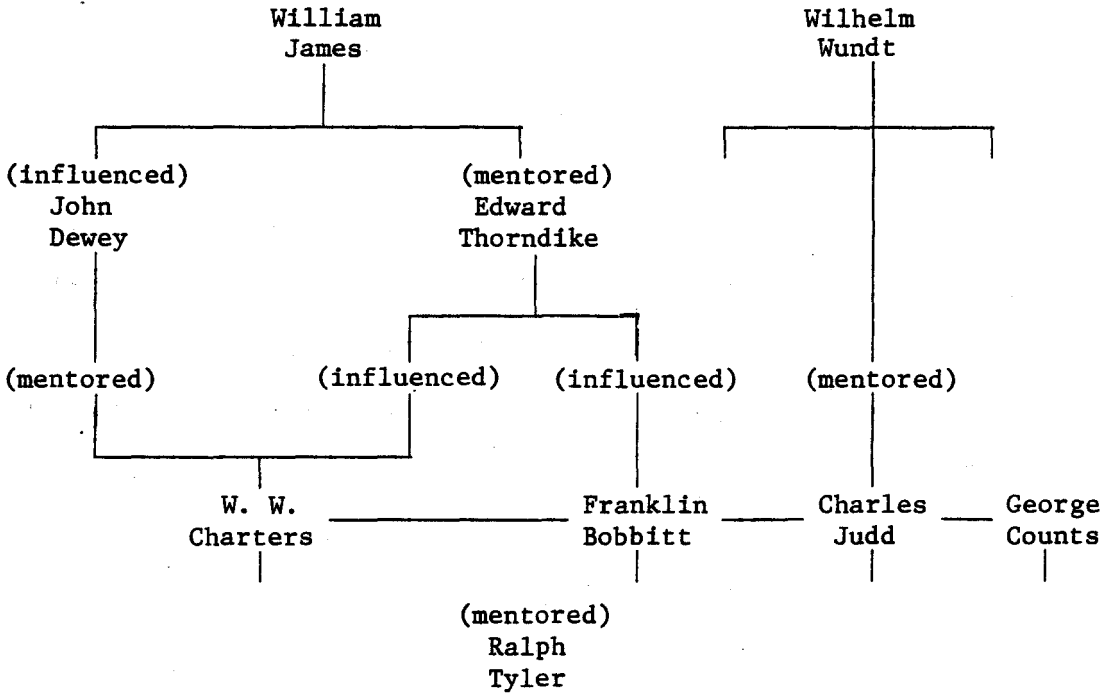 William
James
Wilhelm
Wundt
(influenced)
John
Dewey
(mentored)
Edward
Thorndike
(mentored)
(influenced)
(influenced)
(mentored)
W. W.
Charters
Franklin
Bobbitt
Charles
Judd
George
Counts
(mentored)
Ralph
Tyler